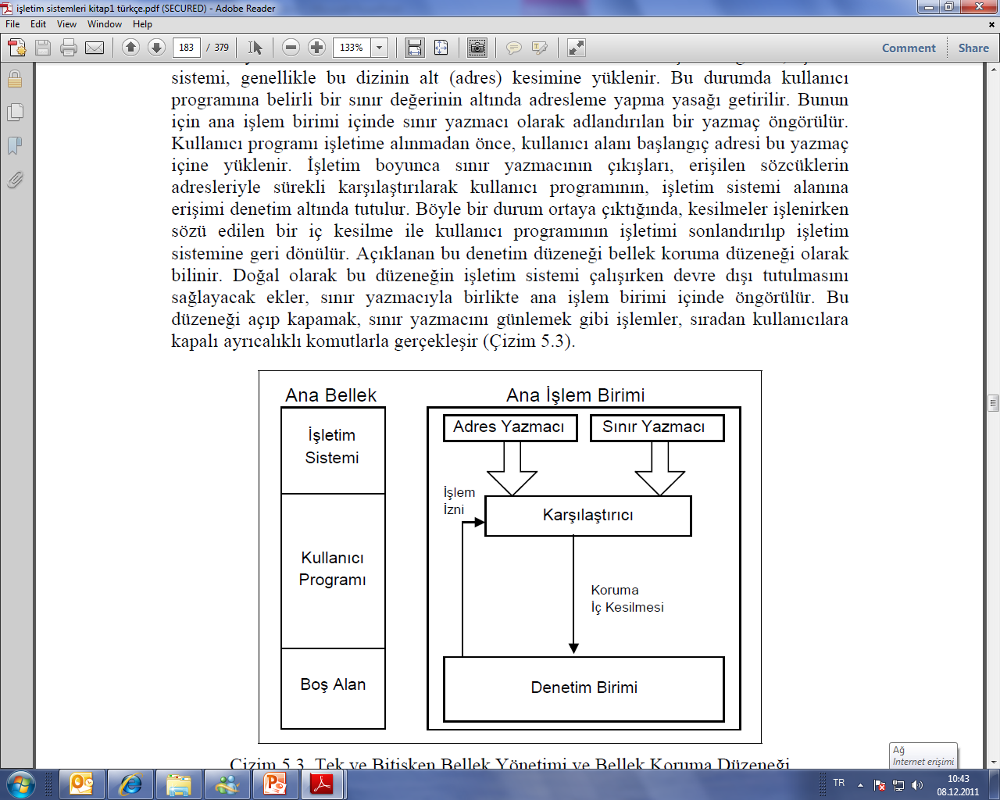 işletim sistemleri kitap1 türkçe.pdf (SECURED) - Adobe Reader
File Edit View Window Help
183 / 379 133% Comment Share
sistemi, genellikle bu dizinin alt (adres) kesimine yüklenir. Bu durumda kullanıcı
programına belirli bir sınır değerinin altında adresleme yapma yasağı getirilir. Bunun
için ana işlem birimi içinde sınır yazmacı olarak adlandırılan bir yazmaç öngörülür.
Kullanıcı programı işletime alınmadan önce, kullanıcı alanı başlangıç adresi bu yazmaç
içine yüklenir. İşletim boyunca sınır yazmacının çıkışları, erişilen sözcüklerin
adresleriyle sürekli karşılaştırılarak kullanıcı programının, işletim sistemi alanına
erişimi denetim altında tutulur. Böyle bir durum ortaya çıktığında, kesilmeler işlenirken
sözü edilen bir iç kesilme ile kullanıcı programının işletimi sonlandırılıp işletim
sistemine geri dönülür. Açıklanan bu denetim düzeneği bellek koruma düzeneği olarak
bilinir. Doğal olarak bu düzeneğin işletim sistemi çalışırken devre dışı tutulmasını
sağlayacak ekler, sınır yazmacıyla birlikte ana işlem birimi içinde öngörülür. Bu
düzeneği açıp kapamak, sınır yazmacını günlemek gibi işlemler, sıradan kullanıcılara
kapalı ayrıcalıklı komutlarla gerçekleşir (Çizim 5.3).
Ana Bellek
İşletim
Sistemi
Kullanıcı
Programı
Boş Alan
Ana İşlem Birimi
Adres Yazmacı
Sınır Yazmacı
İşlem
İzni
Karşılaştırıcı
Koruma
İç Kesilmesi
Denetim Birimi
Çizim 5.3. Tek ve Bitişken Bellek Yönetimi ve Bellek Koruma Düzeneği
Ağ
İnternet erişimi
TR
10:43
08.12.2011